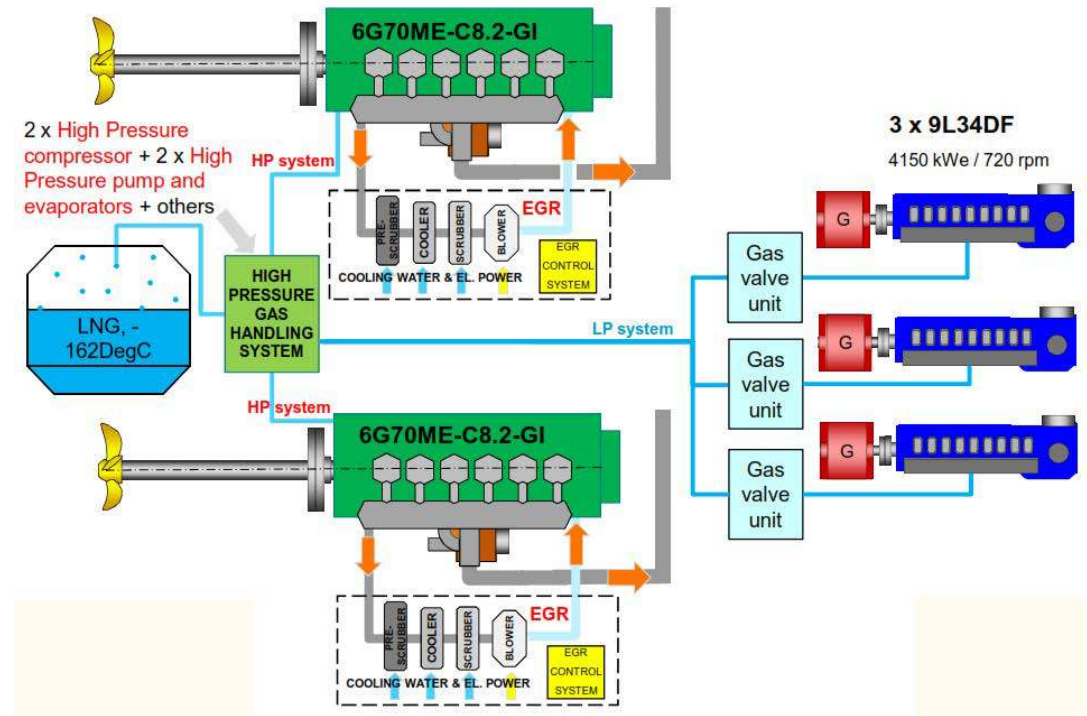 6G70ME-C8.2-GI
2 x High Pressure
compressor + 2 x High
Pressure pump and
evaporators + others
HP system
EGR
PRE-
SCRUBBER
COOLER
SCRUBBER
BLOWER
EGR
CONTROL
SYSTEM
COOLING WATER & EL. POWER
LNG, -
162DegC
HIGH
PRESSURE
GAS
HANDLING
SYSTEM
LP system
HP system
3 x 9L34DF
4150 kWe / 720 rpm
G
Gas
valve
unit
G
Gas
valve
unit
G
Gas
valve
unit
6G70ME-C8.2-GI
EGR
PRE-
SCRUBBER
COOLER
SCRUBBER
BLOWER
EGR
CONTROL
SYSTEM
COOLING WATER & EL. POWER